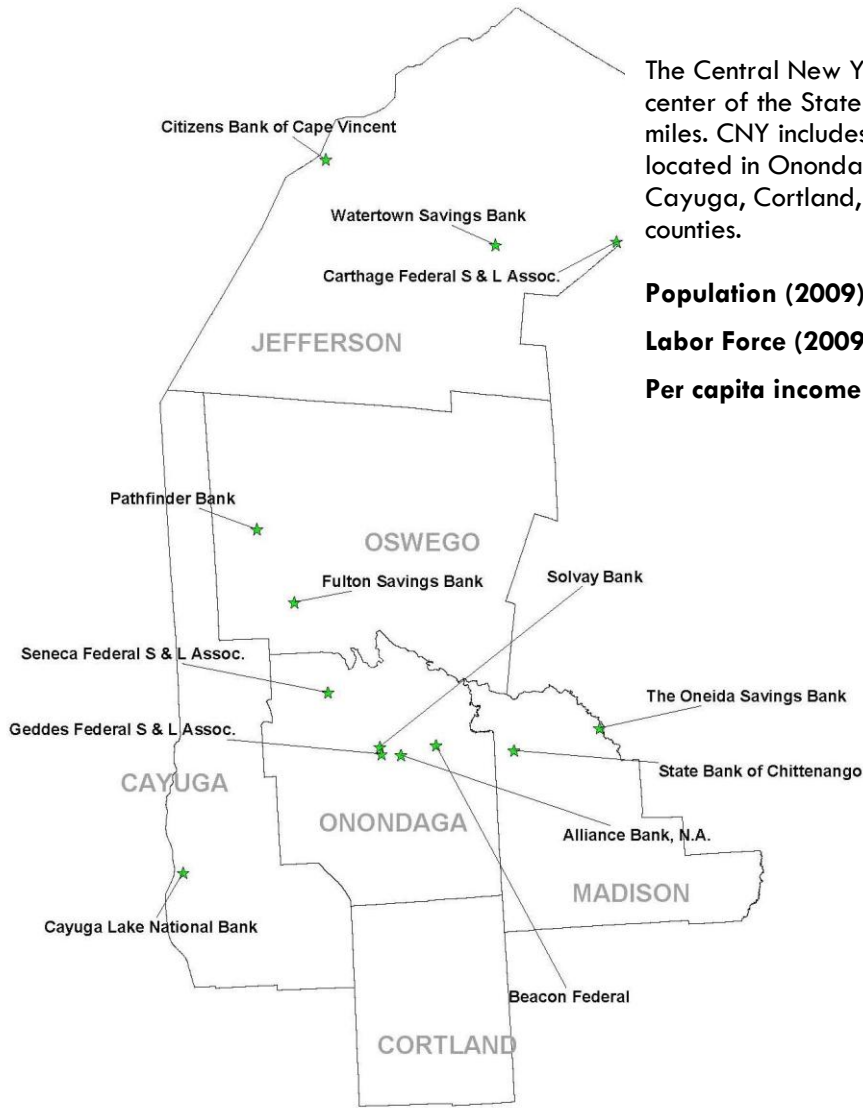 The Central New Y
center of the State
miles. CNY includes
located in Ononda
Cayuga, Cortland,
counties.
Population (2009)
Labor Force (2009
Per capita income
Citizens Bank of Cape Vincent
Watertown Savings Bank
Carthage Federal S & L Assoc.
JEFFERSON
Pathfinder Bank
OSWEGO
Fulton Savings Bank
Solvay Bank
Seneca Federal S & L Assoc.
The Oneida Savings Bank
Geddes Federal S & L Assoc.
State Bank of Chittenango
CAYUGA
ONONDAGA
Alliance Bank, N.A.
MADISON
Cayuga Lake National Bank
Beacon Federal
CORTLAND